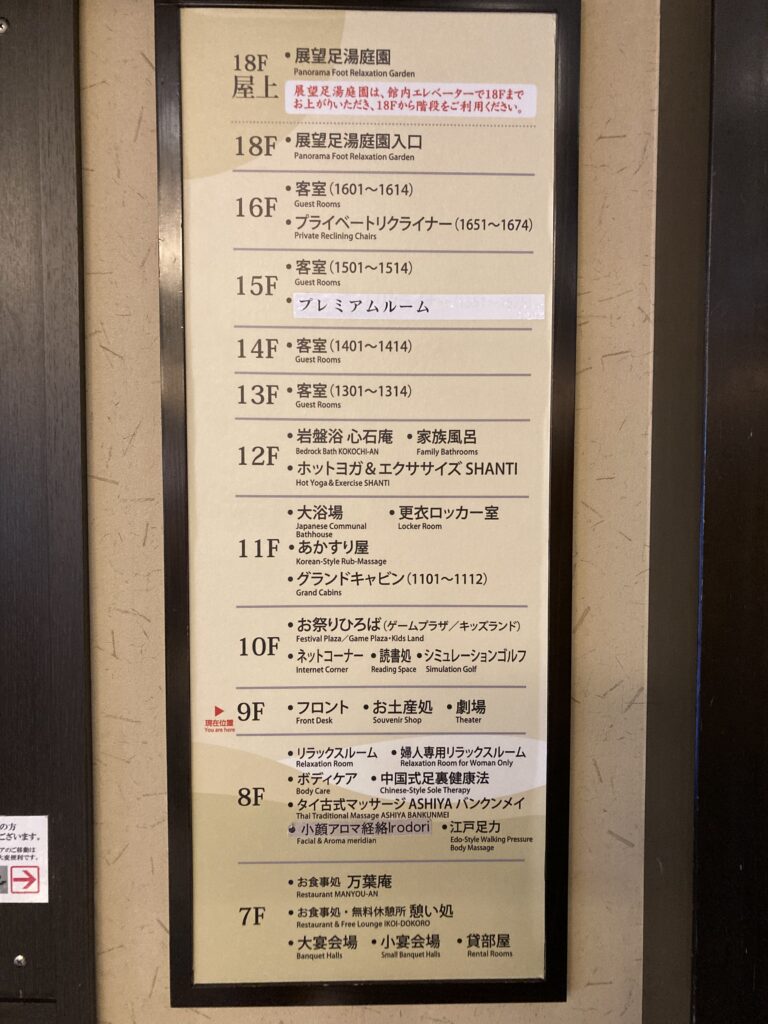 18F
屋上
•展望足湯庭園
Panorama Foot Relaxation Garden
展望足湯庭園は、館内エレベーターで18Fまで
お上がりいただき、18Fから階段をご利用ください。
18F •展望足湯庭園入口
Panorama Foot Relaxation Garden
16F
•客室(1601〜1614)
Guest Rooms
•プライベートリクライナー(1651〜1674)
Private Reclining Chairs
15F
•客室(1501〜1514)
Guest Rooms
•プレミアムルーム
14F •客室(1401〜1414)
Guest Rooms
13F •客室(1301〜1314)
Guest Rooms
12F
•岩盤浴 心石庵 •家族風呂
Bedrock Bath KOKOCHI-AN Family Bathrooms
•ホットヨガ&エクササイズ SHANTI
Hot Yoga & Exercise SHANTI
11F
•大浴場 •更衣ロッカー室
Japanese Communal Locker Room
Bathhouse
•あかすり屋
Korean-Style Rub-Massage
•グランドキャビン(1101〜1112)
Grand Cabins
10F
•お祭りひろば(ゲームプラザ/キッズランド)
Festival Plaza/Game Plaza・Kids Land
•ネットコーナー •読書処 •シミュレーションゴルフ
Internet Corner Reading Space Simulation Golf
▶
現在位置
You are here
9F •フロント •お土産処 •劇場
Front Desk Souvenir Shop Theater
8F
•リラックスルーム •婦人専用リラックスルーム
Relaxation Room Relaxation Room for Woman Only
•ボディケア •中国式足裏健康法
Body Care Chinese-Style Sole Therapy
•タイ古式マッサージ ASHIYA バンクンメイ
Thai Traditional Massage ASHIYA BANKUNMEI
小顔アロマ経絡Irodori •江戸足力
Facial & Aroma meridian Edo-Style Walking Pressure
Body Massage
7F
•お食事処 万葉庵
Restaurant MANYOU-AN
•お食事処・無料休憩所 憩い処
Restaurant & Free Lounge IKOI-DOKORO
•大宴会場 •小宴会場 •貸部屋
Banquet Halls Small Banquet Halls Rental Rooms
の方
ございます。
アのご移動は
大変便利です。